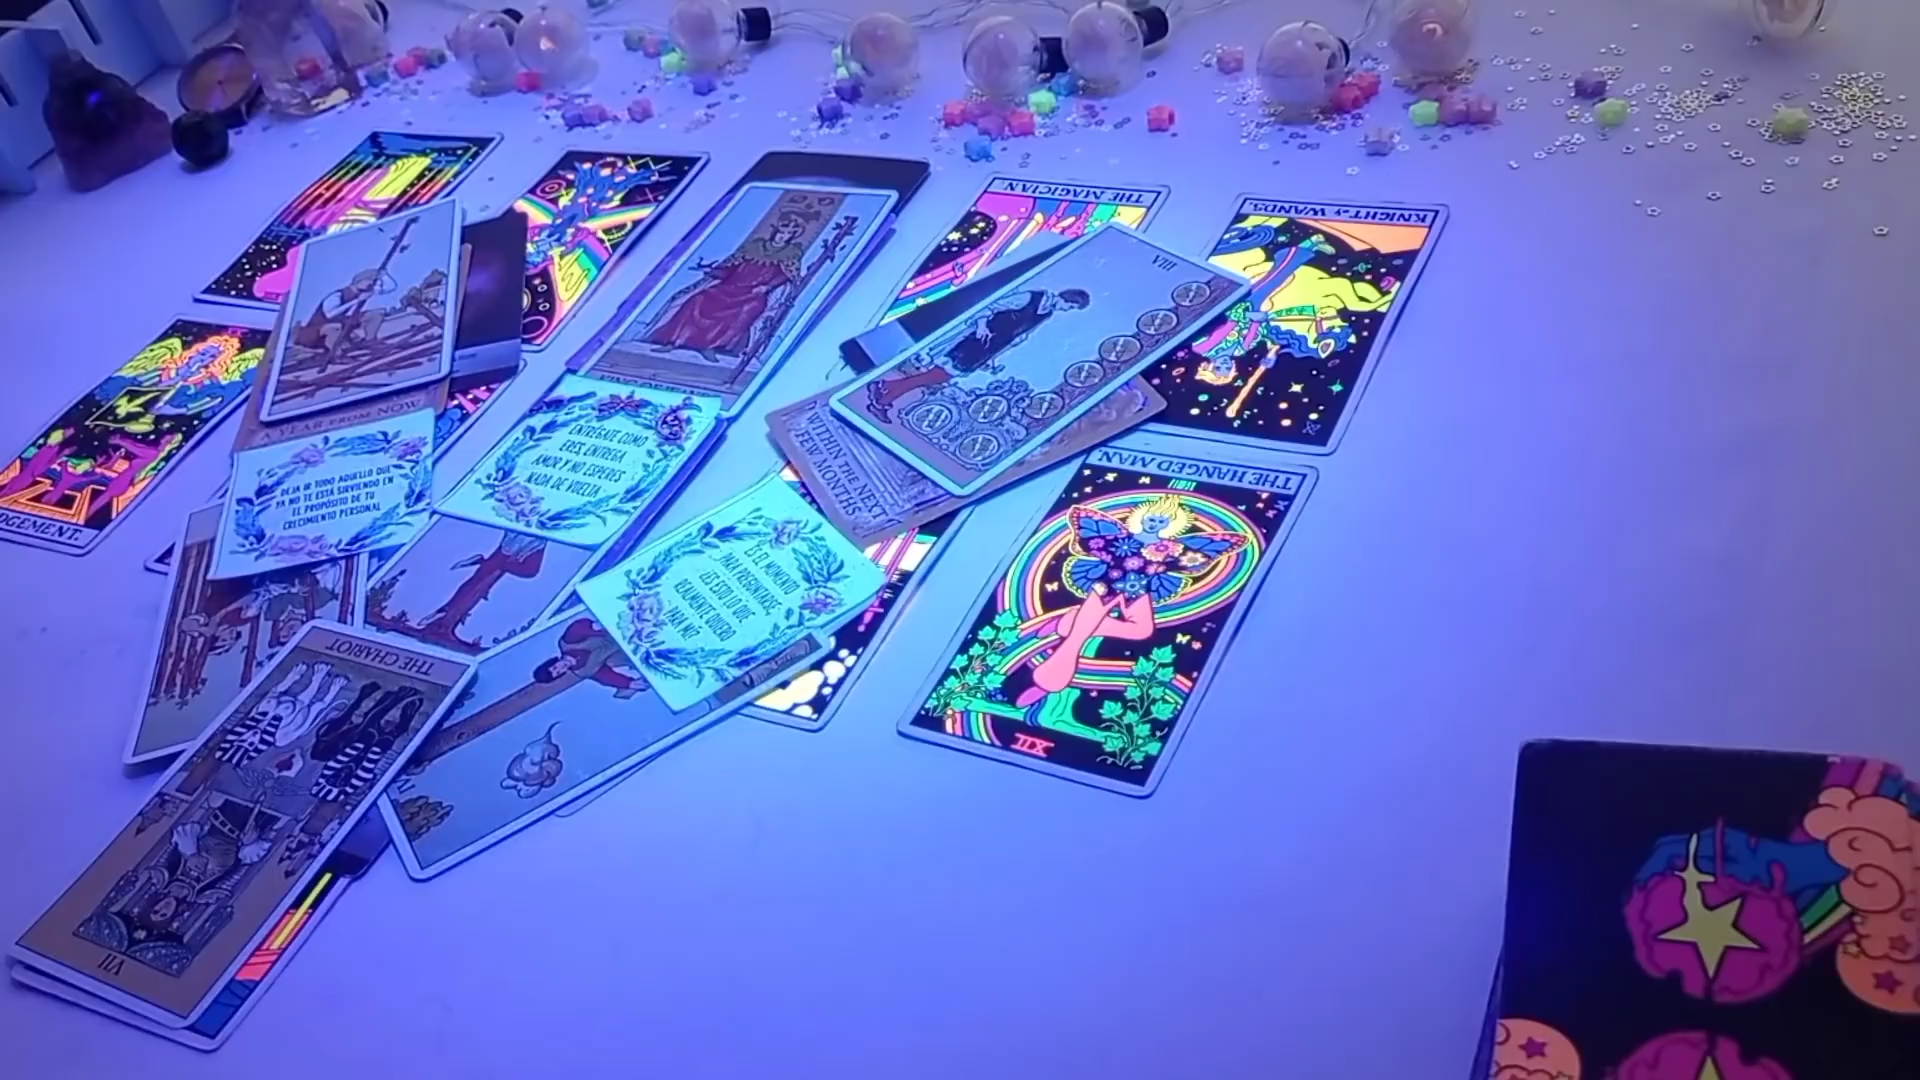 THE MAGICIAN.
KNIGHT of WANDS.
VIII
A YEAR FROM NOW
ENTRÉGATE COMO
ERES, ENTREGA
AMOR Y NO ESPERES
NADA DE VUELTA
DEJA IR TODO AQUELLO QUE
YA NO TE ESTÁ SIRVIENDO EN
EL PROPÓSITO DE TU
CRECIMIENTO PERSONAL
WITHIN THE NEXT
FEW MONTHS
THE HANGED MAN.
XII
DGEMENT.
ES EL MOMENTO
PARA PREGUNTARSE,
¿ES ESTO LO QUE
REALMENTE QUIERO
PARA MÍ?
THE CHARIOT.
VII